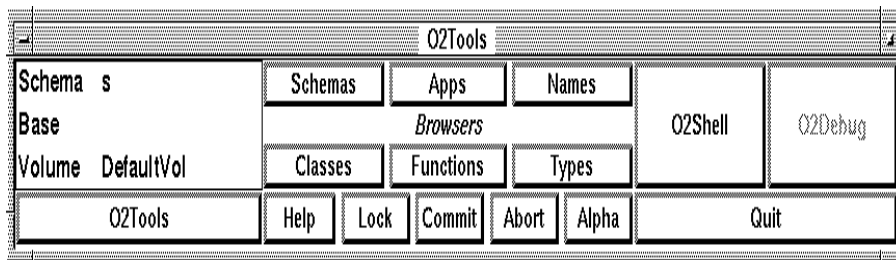 O2Tools
Schema s
Schemas Apps Names
Base
Browsers
O2Shell O2Debug
Volume DefaultVol
Classes Functions Types
O2Tools Help Lock Commit Abort Alpha Quit